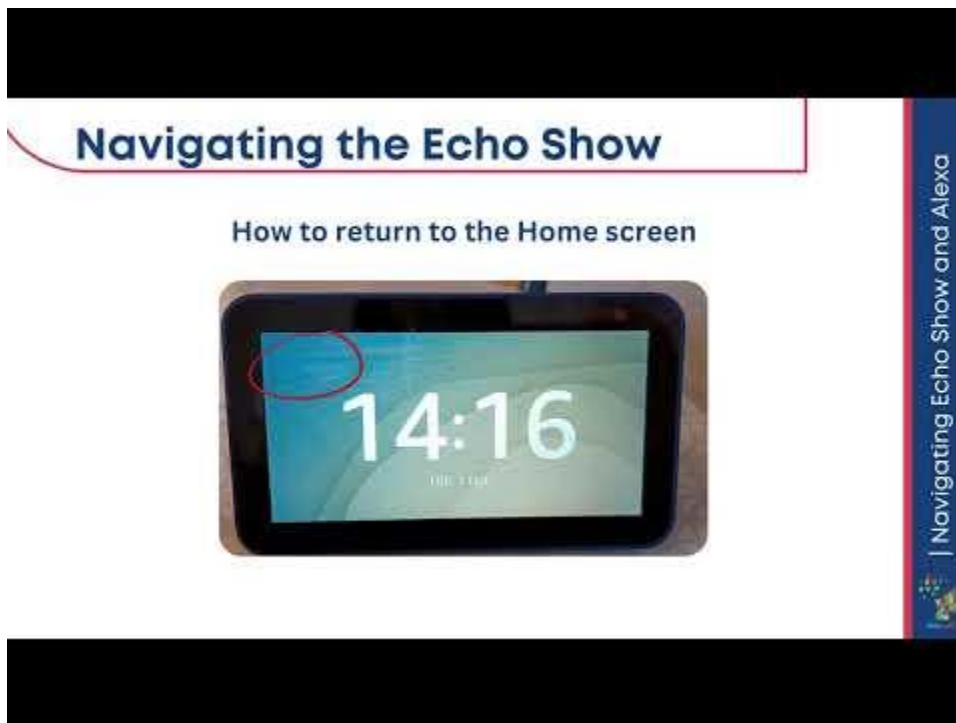 Navigating the Echo Show
How to return to the Home screen
14:16
| Navigating Echo Show and Alexa